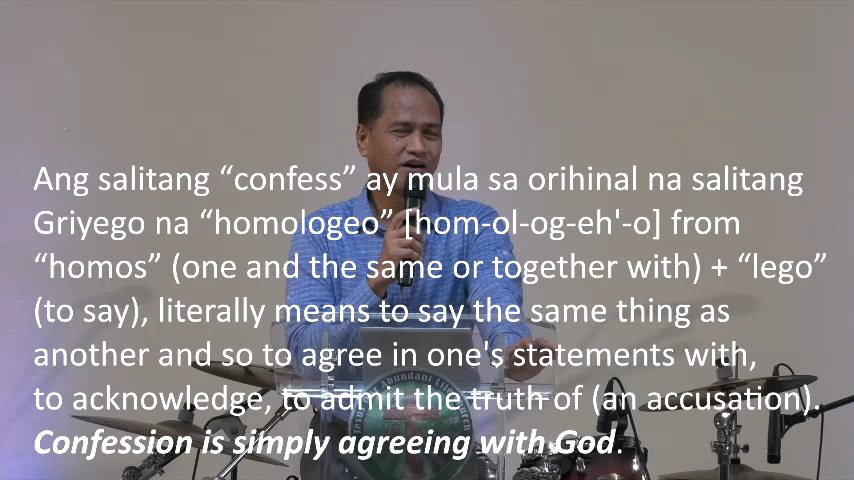 Ang salitang “confess” ay mula sa orihinal na salitang
Griyego na “homologeo” [hom-ol-og-eh'-o] from
“homos” (one and the same or together with) + “lego”
(to say), literally means to say the same thing as
another and so to agree in one's statements with,
to acknowledge, to admit the truth of (an accusation).
Confession is simply agreeing with God.
Abundant Life